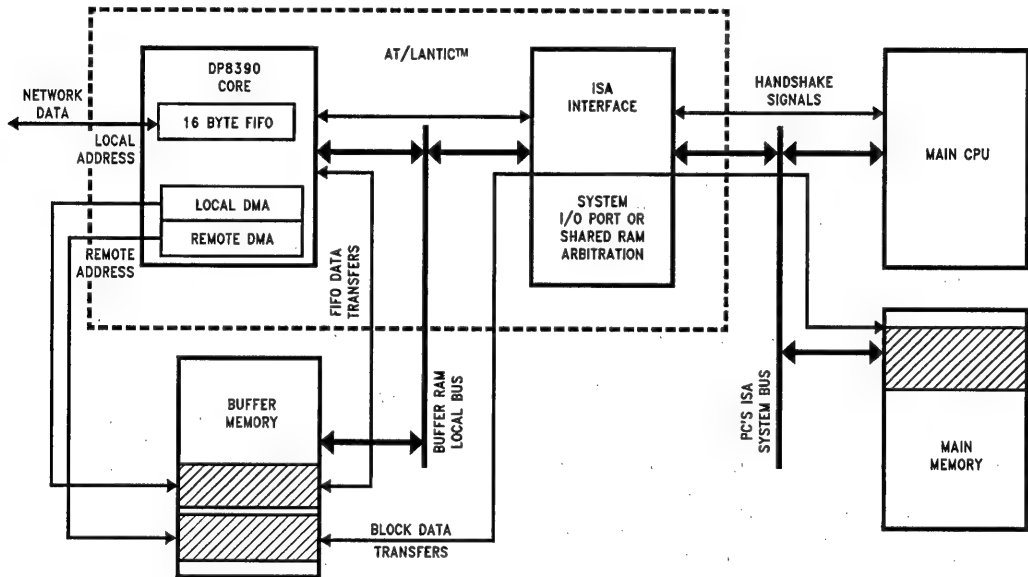 AT/LANTIC™
DP8390
CORE
NETWORK
DATA
16 BYTE FIFO
LOCAL
ADDRESS
LOCAL DMA
REMOTE DMA
REMOTE
ADDRESS
FIFO DATA
TRANSFERS
ISA
INTERFACE
SYSTEM
I/O PORT OR
SHARED RAM
ARBITRATION
HANDSHAKE
SIGNALS
MAIN CPU
BUFFER
MEMORY
BUFFER RAM
LOCAL BUS
PC'S ISA
SYSTEM BUS
MAIN
MEMORY
BLOCK DATA
TRANSFERS